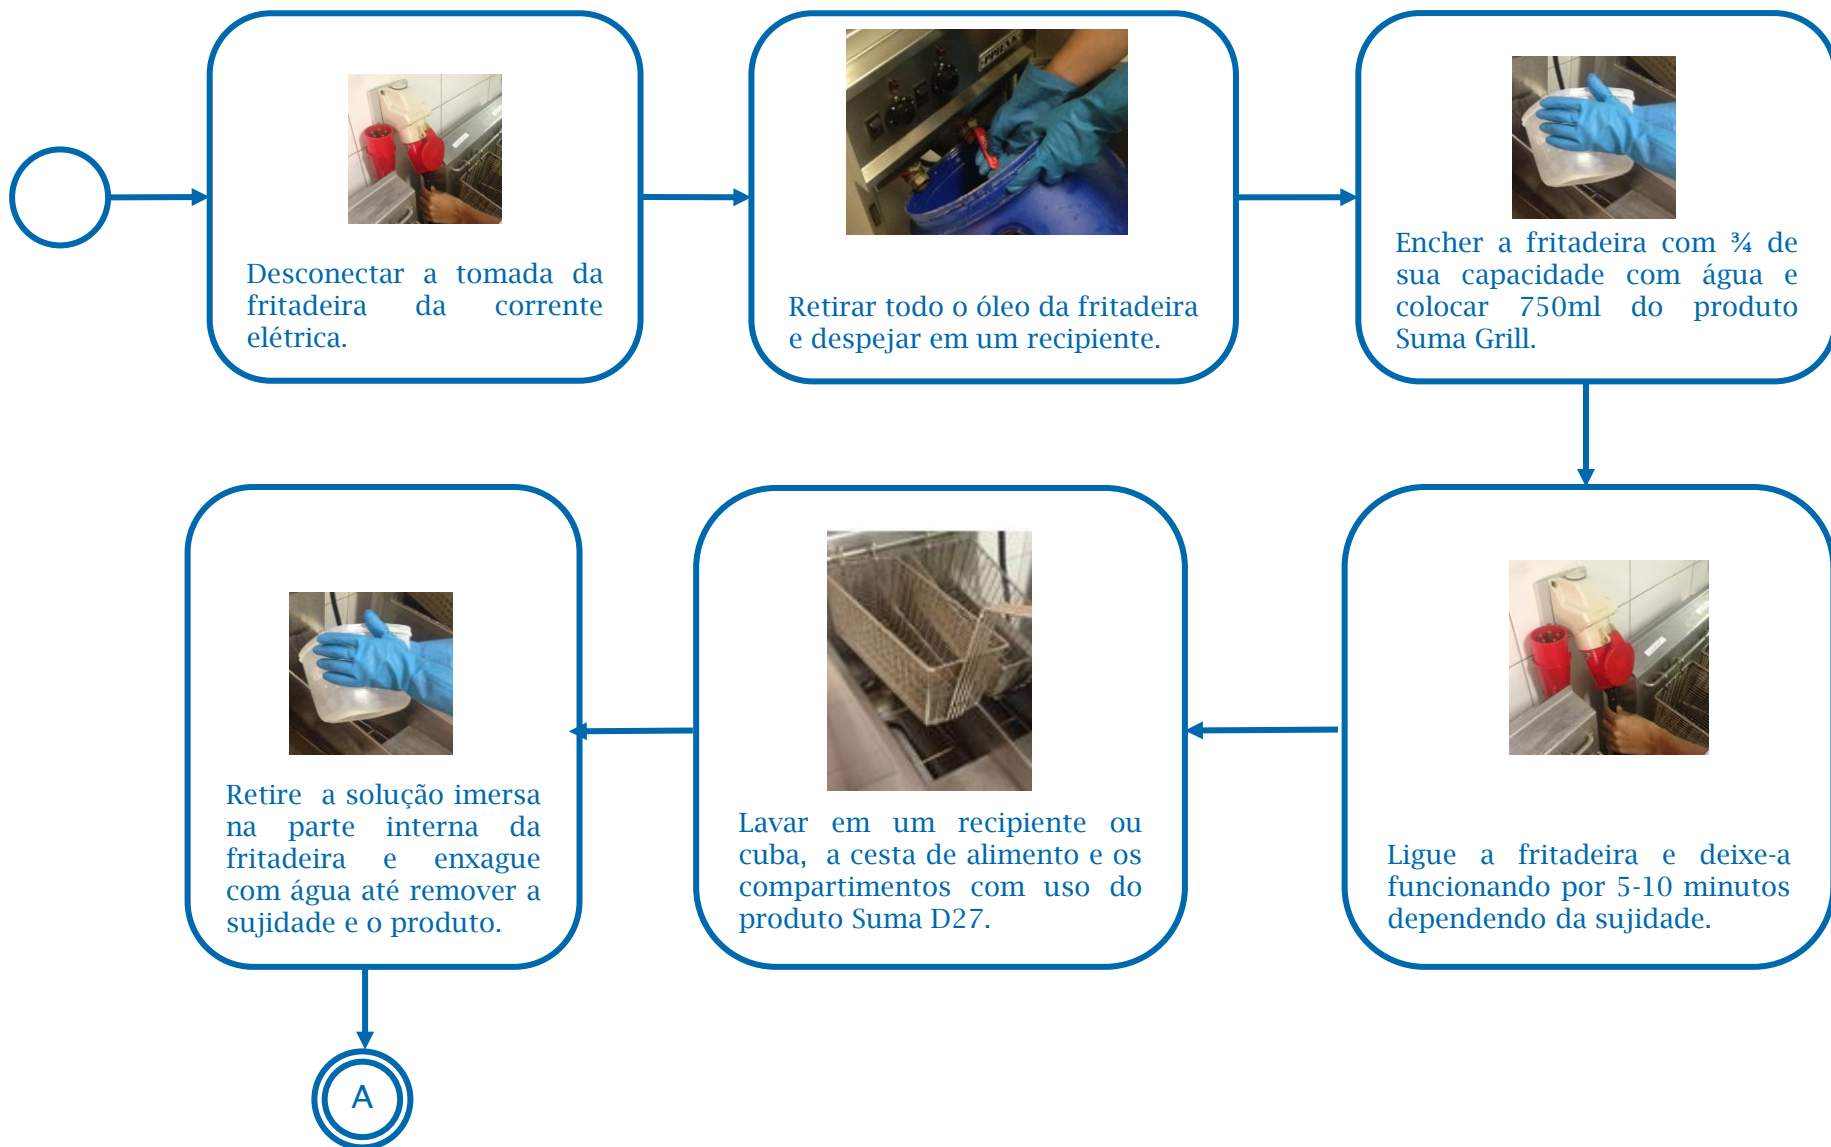 Desconectar a tomada da
fritadeira da corrente
elétrica.
Retirar todo o óleo da fritadeira
e despejar em um recipiente.
Encher a fritadeira com ¾ de
sua capacidade com água e
colocar 750ml do produto
Suma Grill.
Ligue a fritadeira e deixe-a
funcionando por 5-10 minutos
dependendo da sujidade.
Lavar em um recipiente ou
cuba, a cesta de alimento e os
compartimentos com uso do
produto Suma D27.
Retire a solução imersa
na parte interna da
fritadeira e enxague
com água até remover a
sujidade e o produto.
A